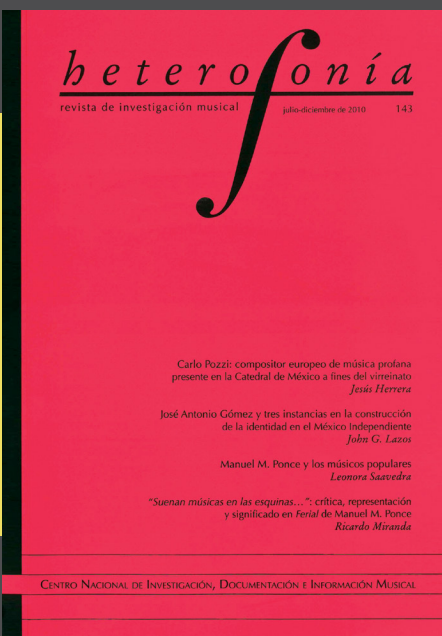 heterofonía
revista de investigación musical julio-diciembre de 2010 143
Carlo Pozzi: compositor europeo de música profana
presente en la Catedral de México a fines del virreinato
Jesús Herrera
José Antonio Gómez y tres instancias en la construcción
de la identidad en el México Independiente
John G. Lazos
Manuel M. Ponce y los músicos populares
Leonora Saavedra
"Suenan músicas en las esquinas…": crítica, representación
y significado en Ferial de Manuel M. Ponce
Ricardo Miranda
Centro Nacional de Investigación, Documentación e Información Musical